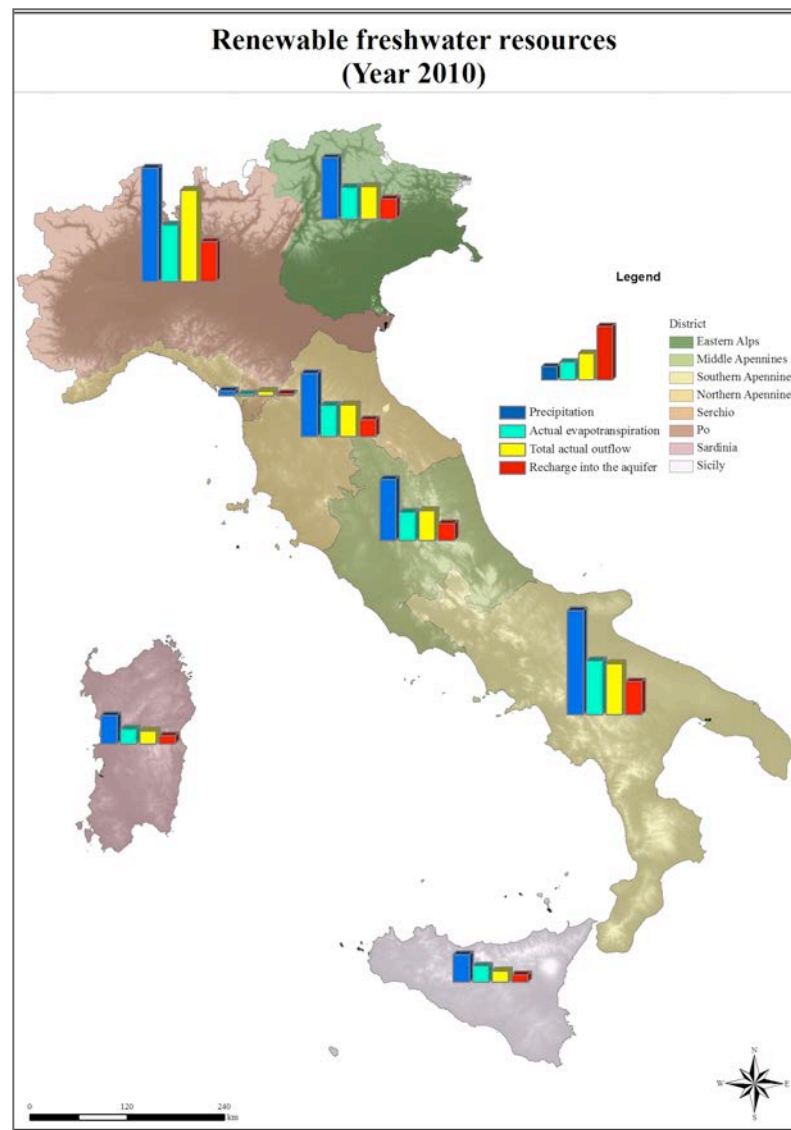 Renewable freshwater resources
(Year 2010)
Legend
District
Eastern Alps
Middle Apennines
Southern Apennine
Northern Apennine
Serchio
Po
Sardinia
Sicily
Precipitation
Actual evapotranspiration
Total actual outflow
Recharge into the aquifer
N
W
E
S
0
120
240
km